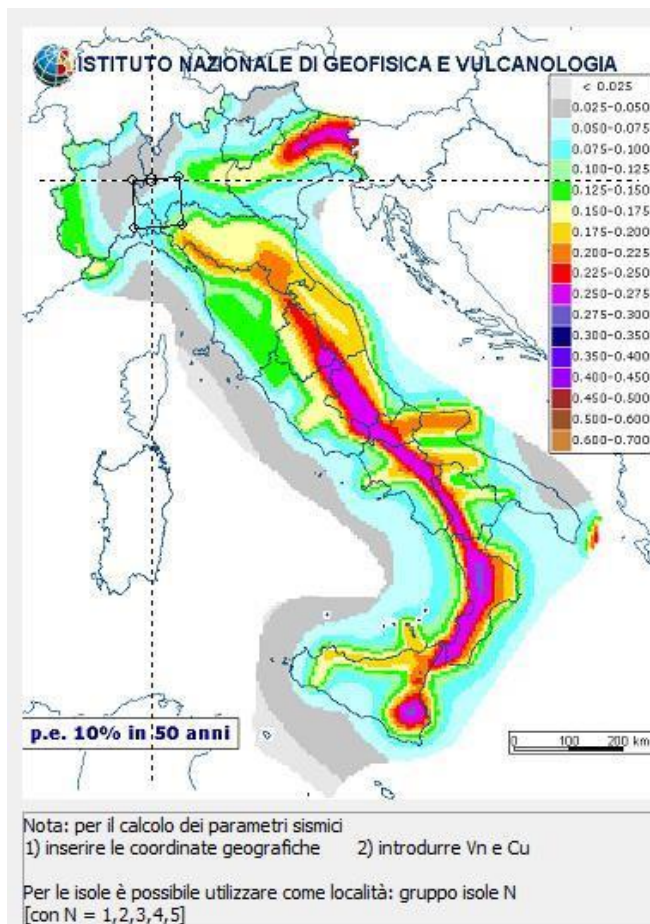 ISTITUTO NAZIONALE DI GEOFISICA E VULCANOLOGIA
< 0.025
0.025-0.050
0.050-0.075
0.075-0.100
0.100-0.125
0.125-0.150
0.150-0.175
0.175-0.200
0.200-0.225
0.225-0.250
0.250-0.275
0.275-0.300
0.300-0.350
0.350-0.400
0.400-0.450
0.450-0.500
0.500-0.600
0.600-0.700
p.e. 10% in 50 anni
0 100 200 km
Nota: per il calcolo dei parametri sismici
1) inserire le coordinate geografiche 2) introdurre Vn e Cu
Per le isole è possibile utilizzare come località: gruppo isole N
[con N = 1,2,3,4,5]